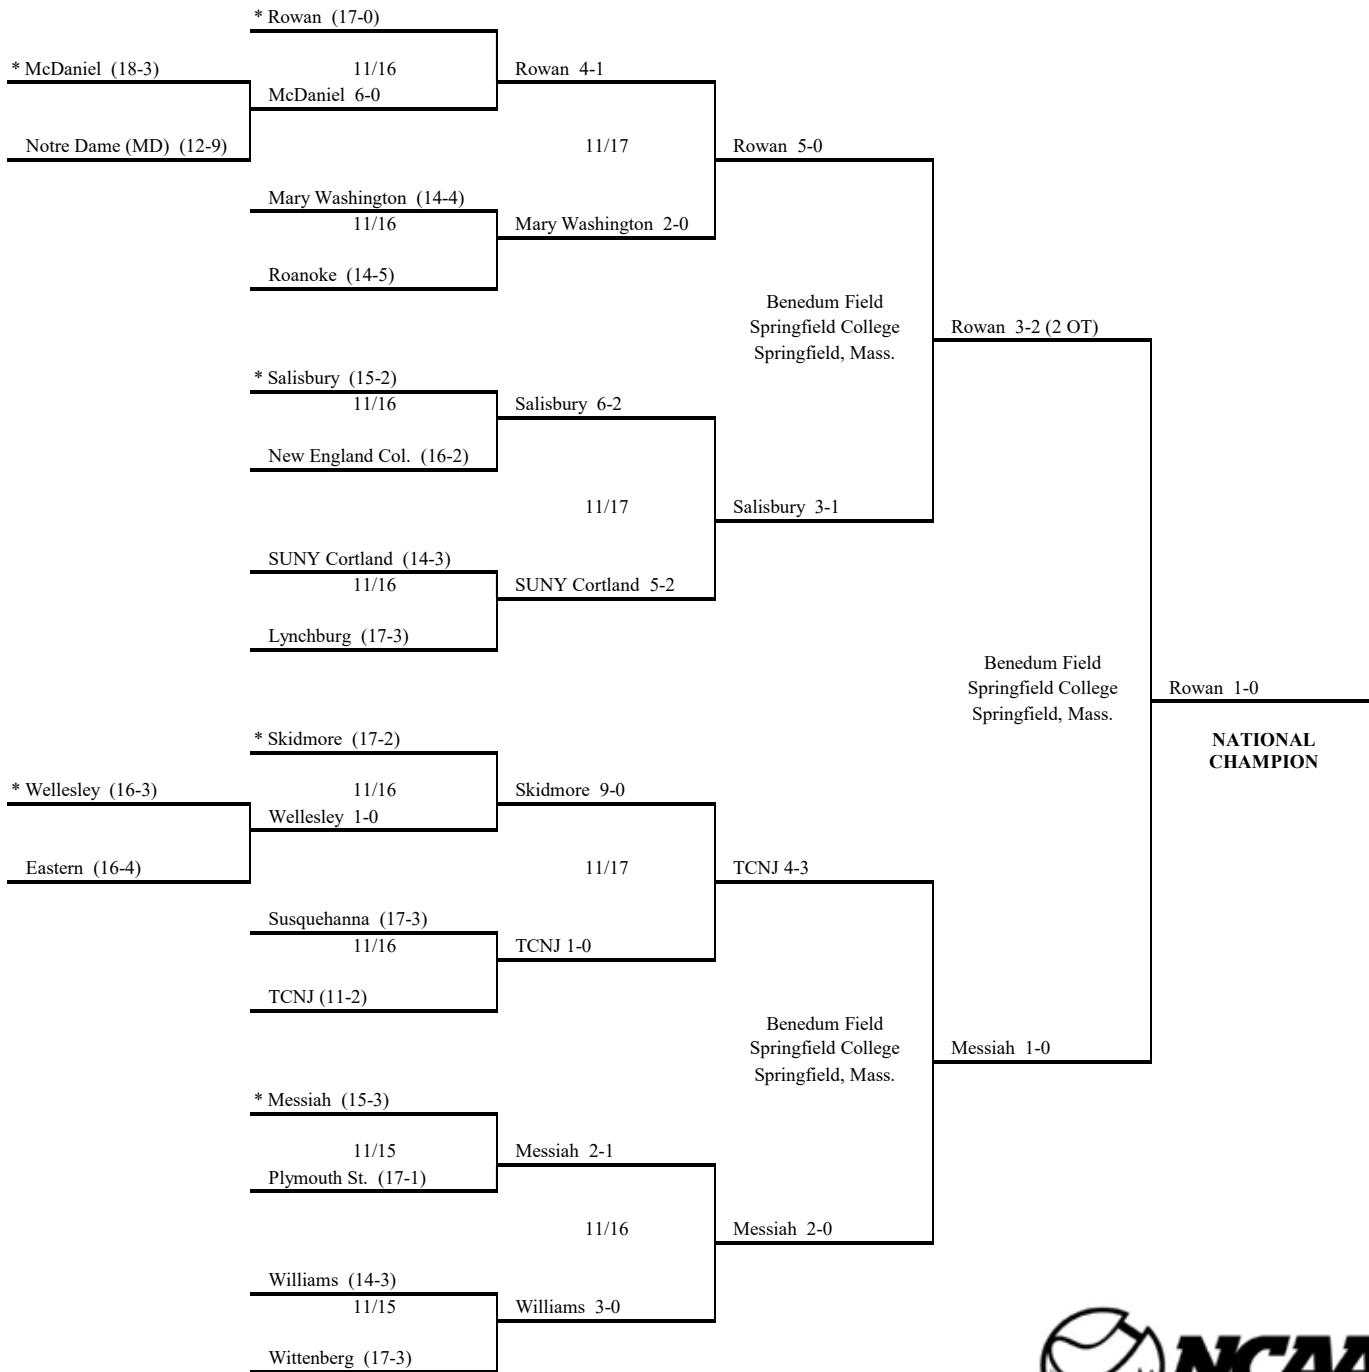 * Rowan (17-0)
* McDaniel (18-3)
11/16
Rowan 4-1
McDaniel 6-0
Notre Dame (MD) (12-9)
11/17
Rowan 5-0
Mary Washington (14-4)
11/16
Mary Washington 2-0
Roanoke (14-5)
Benedum Field
Springfield College
Springfield, Mass.
Rowan 3-2 (2 OT)
* Salisbury (15-2)
11/16
Salisbury 6-2
New England Col. (16-2)
11/17
Salisbury 3-1
SUNY Cortland (14-3)
11/16
SUNY Cortland 5-2
Lynchburg (17-3)
Benedum Field
Springfield College
Springfield, Mass.
Rowan 1-0
NATIONAL
CHAMPION
* Skidmore (17-2)
* Wellesley (16-3)
11/16
Skidmore 9-0
Wellesley 1-0
Eastern (16-4)
11/17
TCNJ 4-3
Susquehanna (17-3)
11/16
TCNJ 1-0
TCNJ (11-2)
Benedum Field
Springfield College
Springfield, Mass.
Messiah 1-0
* Messiah (15-3)
11/15
Messiah 2-1
Plymouth St. (17-1)
11/16
Messiah 2-0
Williams (14-3)
11/15
Williams 3-0
Wittenberg (17-3)
NCAA